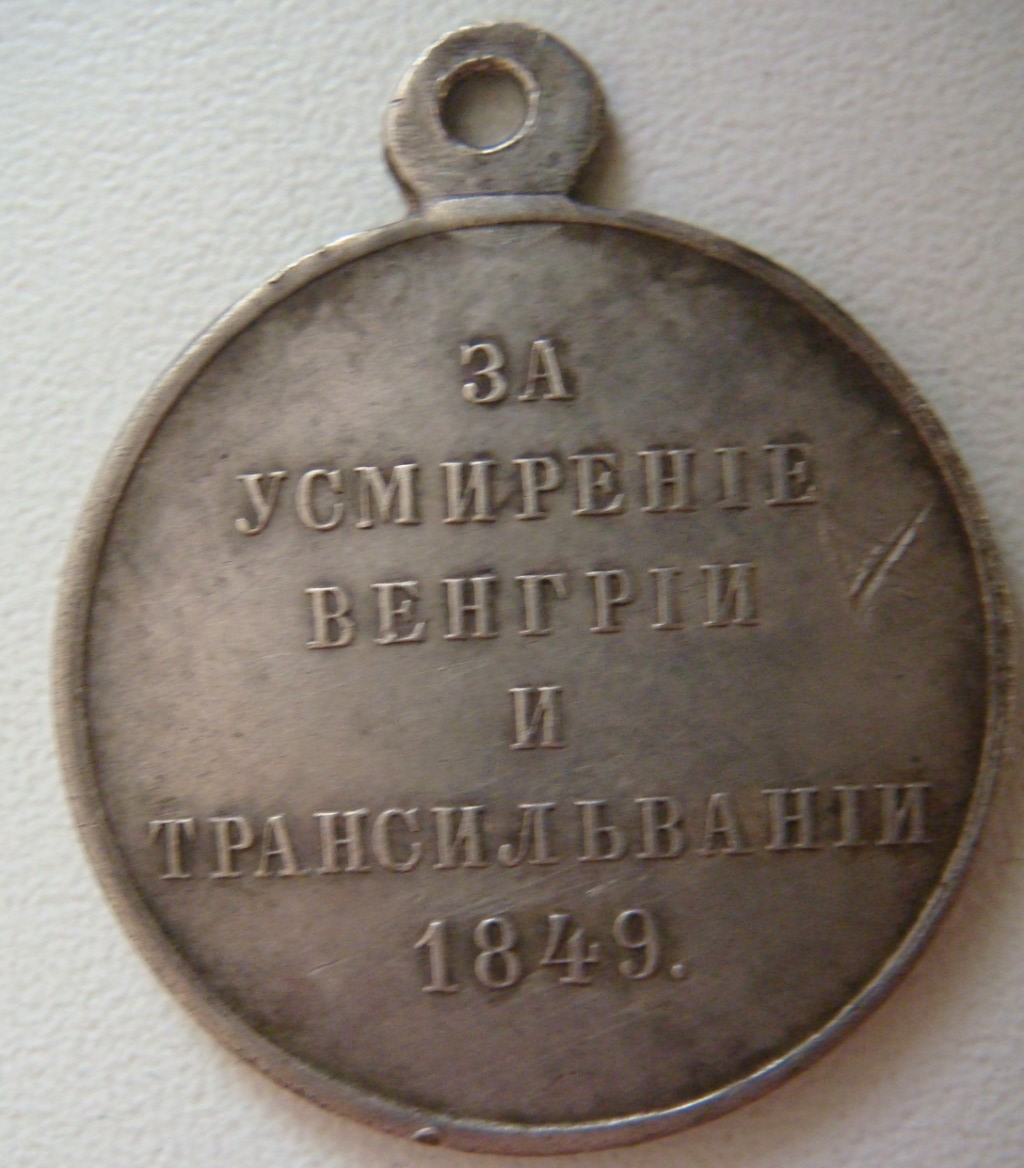 ЗА
УСМИРЕНІЕ
ВЕНГРІИ
И
ТРАНСИЛЬВАНІИ
1849.